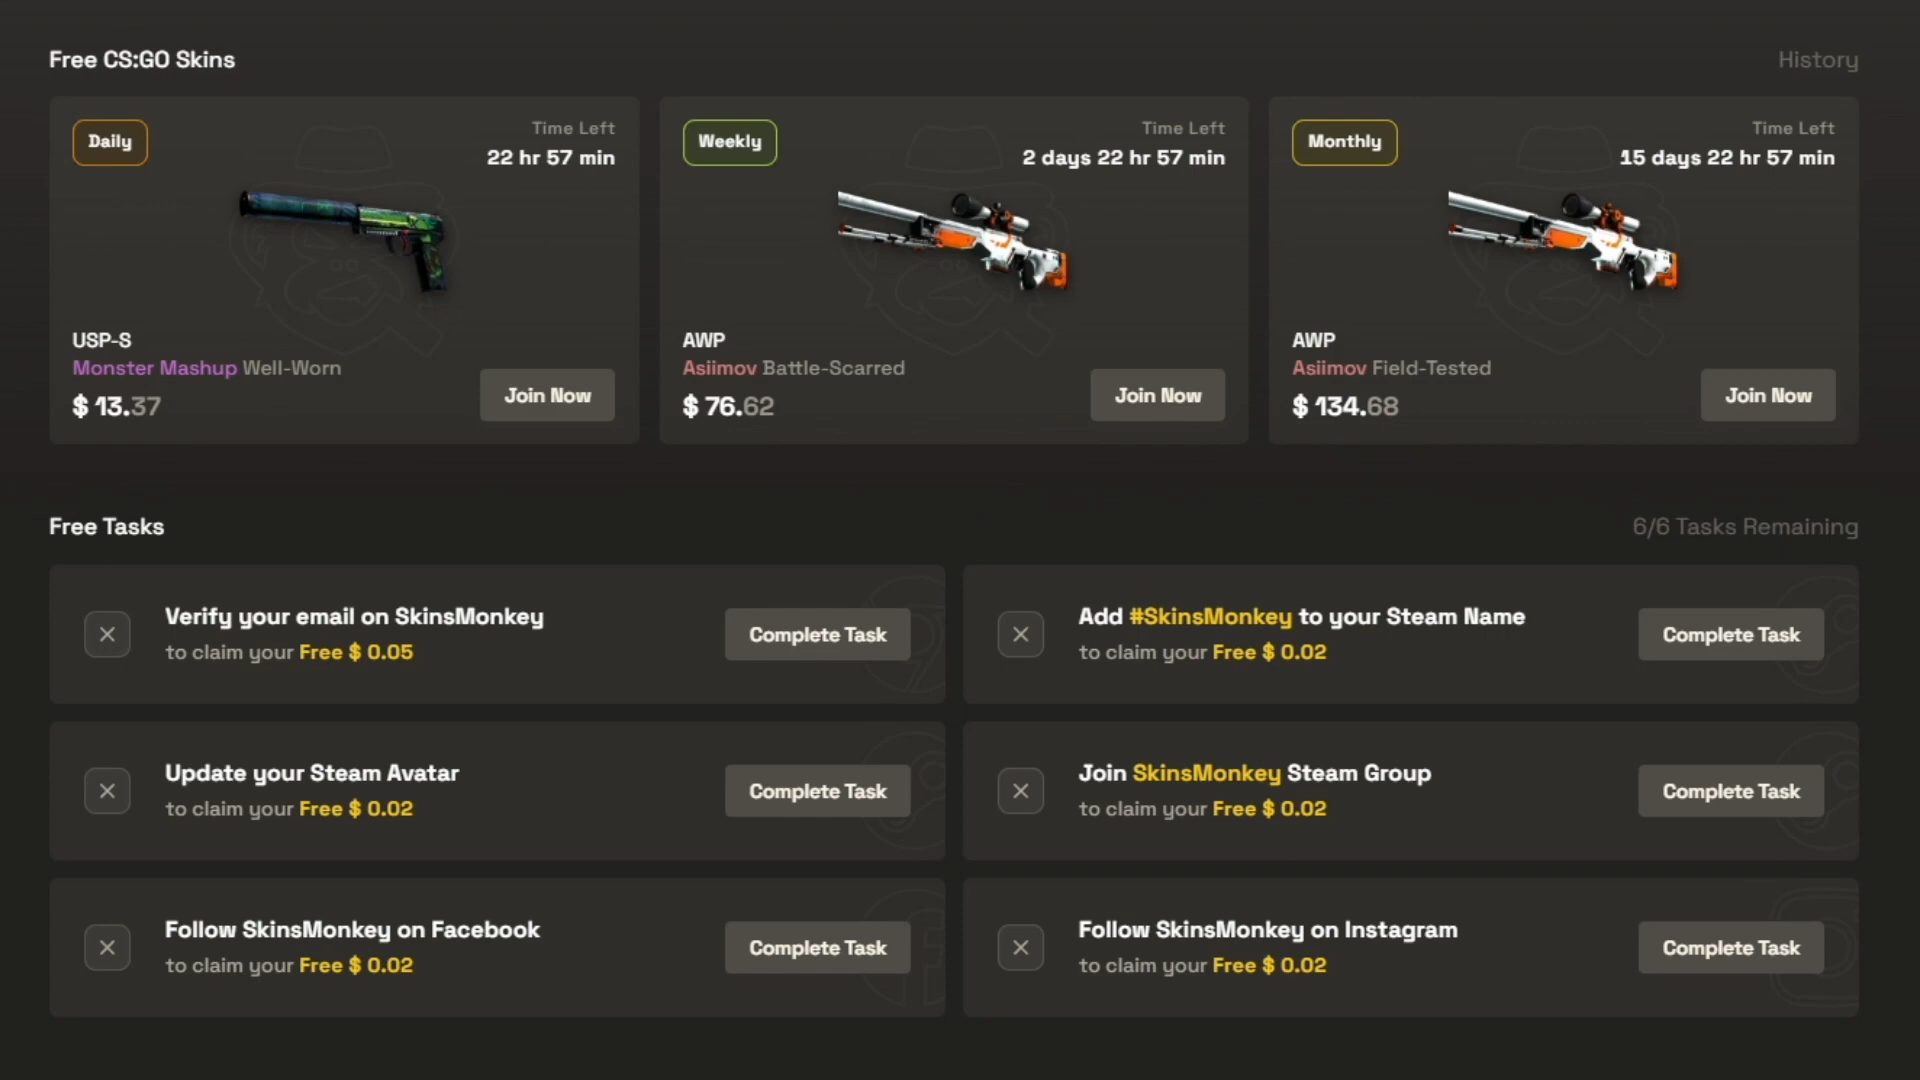 Free CS:GO Skins
History
Daily
Time Left
22 hr 57 min
USP-S
Monster Mashup Well-Worn
$ 13.37
Join Now
Weekly
Time Left
2 days 22 hr 57 min
AWP
Asiimov Battle-Scarred
$ 76.62
Join Now
Monthly
Time Left
15 days 22 hr 57 min
AWP
Asiimov Field-Tested
$ 134.68
Join Now
Free Tasks
6/6 Tasks Remaining
Verify your email on SkinsMonkey
to claim your Free $ 0.05
Complete Task
Add #SkinsMonkey to your Steam Name
to claim your Free $ 0.02
Complete Task
Update your Steam Avatar
to claim your Free $ 0.02
Complete Task
Join SkinsMonkey Steam Group
to claim your Free $ 0.02
Complete Task
Follow SkinsMonkey on Facebook
to claim your Free $ 0.02
Complete Task
Follow SkinsMonkey on Instagram
to claim your Free $ 0.02
Complete Task